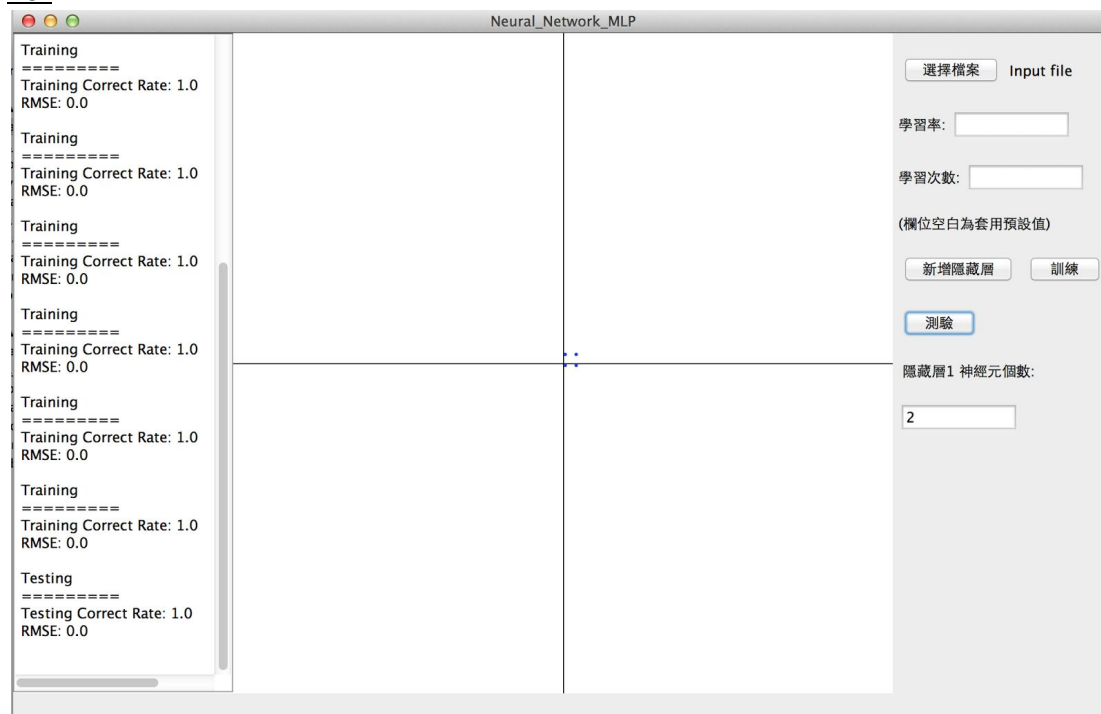 Neural_Network_MLP
Training
=========
Training Correct Rate: 1.0
RMSE: 0.0
Training
=========
Training Correct Rate: 1.0
RMSE: 0.0
Training
=========
Training Correct Rate: 1.0
RMSE: 0.0
Training
=========
Training Correct Rate: 1.0
RMSE: 0.0
Training
=========
Training Correct Rate: 1.0
RMSE: 0.0
Training
=========
Training Correct Rate: 1.0
RMSE: 0.0
Testing
=========
Testing Correct Rate: 1.0
RMSE: 0.0
選擇檔案 Input file
學習率:
學習次數:
(欄位空白為套用預設值)
新增隱藏層 訓練
測驗
隱藏層1 神經元個數:
2